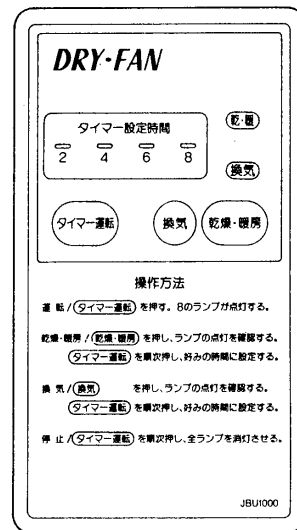 DRY・FAN
タイマー設定時間
乾・暖
2 4 6 8
換気
タイマー運転 換気 乾燥・暖房
操作方法
運 転/タイマー運転 を押す。8のランプが点灯する。
乾燥・暖房/乾燥・暖房 を押し、ランプの点灯を確認する。
タイマー運転 を順次押し、好みの時間に設定する。
換 気/換気 を押し、ランプの点灯を確認する。
タイマー運転 を順次押し、好みの時間に設定する。
停 止/タイマー運転 を順次押し、全ランプを消灯させる。
JBU1000